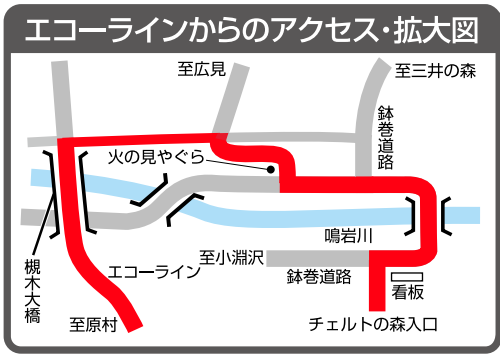 エコーラインからのアクセス・拡大図
至広見
至三井の森
鉢巻道路
火の見やぐら
鳴岩川
至小淵沢
エコーライン
鉢巻道路
看板
槻木大橋
至原村
チェルトの森入口